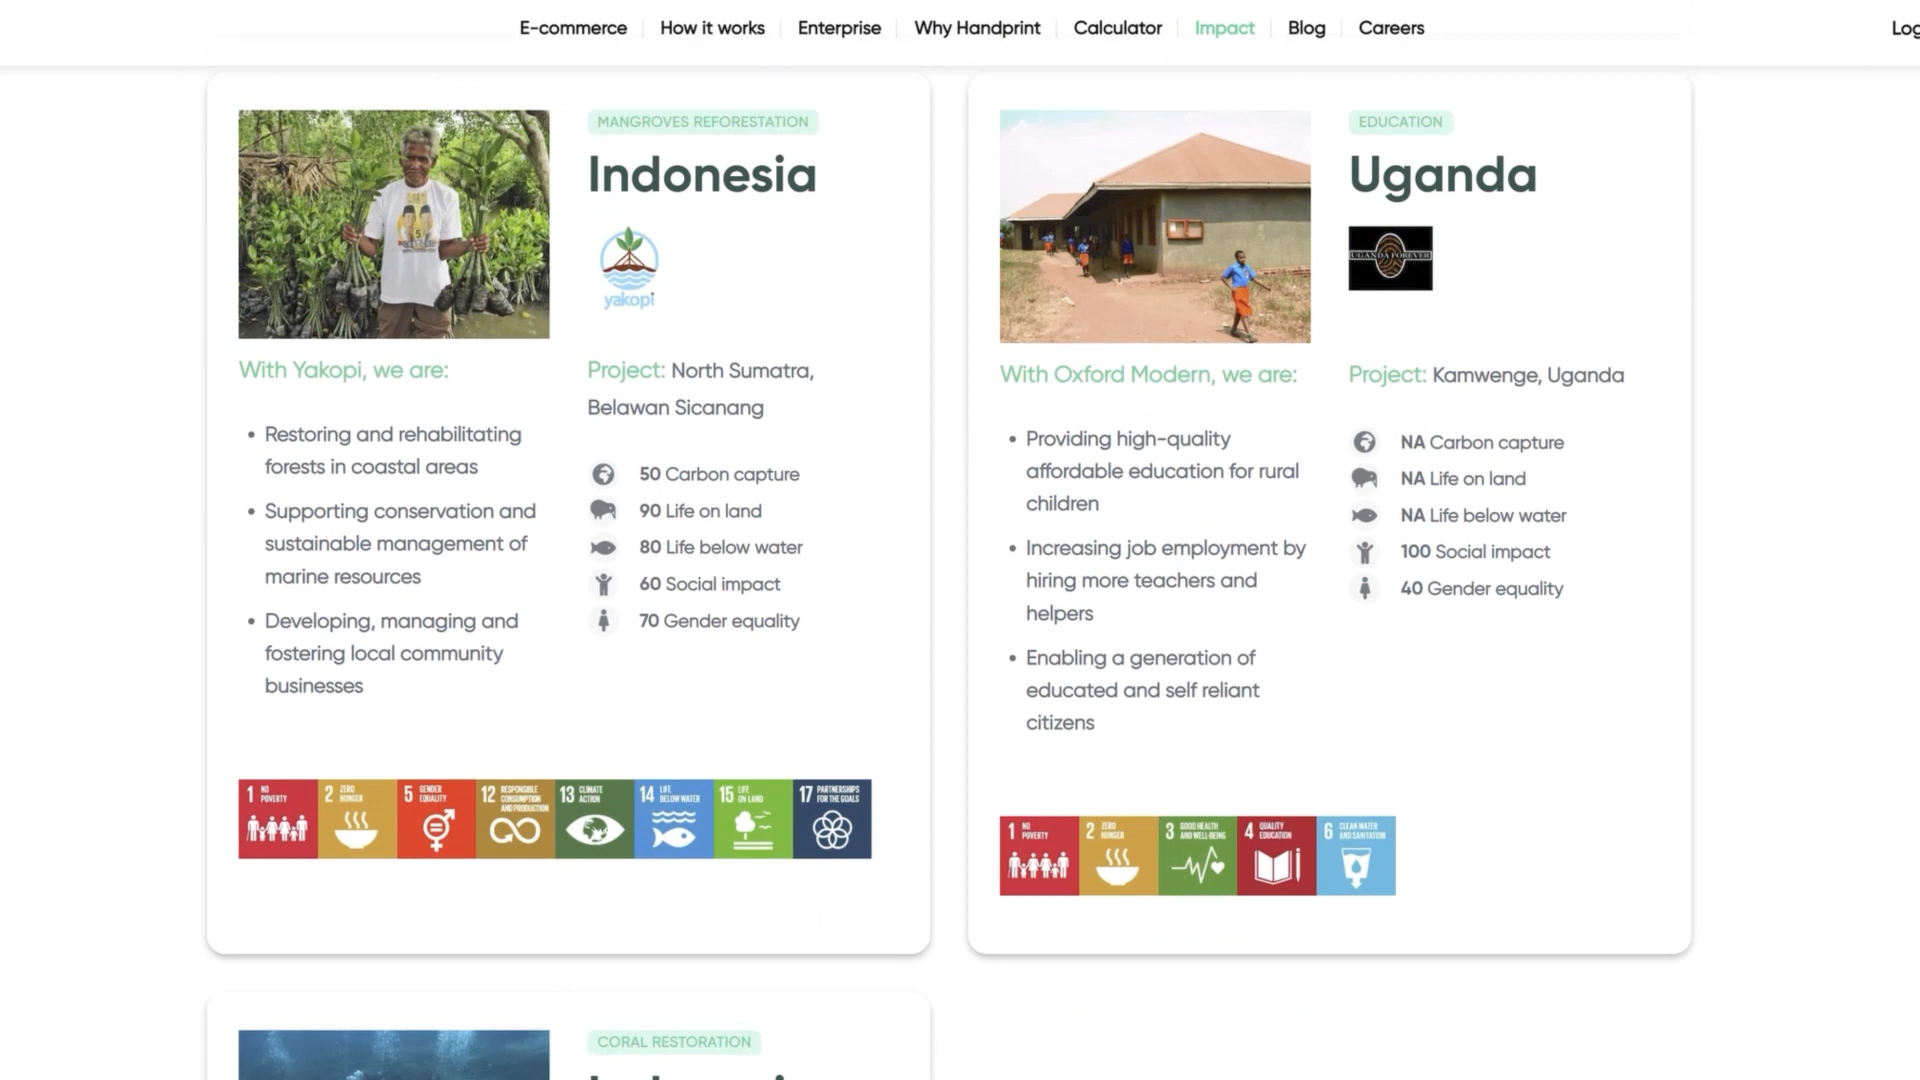 E-commerce
How it works
Enterprise
Why Handprint
Calculator
Impact
Blog
Careers
MANGROVES REFORESTATION
Indonesia
yakopi
With Yakopi, we are:
Restoring and rehabilitating
forests in coastal areas
Supporting conservation and
sustainable management of
marine resources
Developing, managing and
fostering local community
businesses
Project: North Sumatra,
Belawan Sicanang
50 Carbon capture
90 Life on land
80 Life below water
60 Social impact
70 Gender equality
1 NO
POVERTY
2 ZERO
HUNGER
5 GENDER
EQUALITY
12 RESPONSIBLE
CONSUMPTION
AND PRODUCTION
13 CLIMATE
ACTION
14 LIFE
BELOW WATER
15 LIFE
ON LAND
17 PARTNERSHIPS
FOR THE GOALS
EDUCATION
Uganda
UGANDA FOREVER
With Oxford Modern, we are:
Providing high-quality
affordable education for rural
children
Increasing job employment by
hiring more teachers and
helpers
Enabling a generation of
educated and self reliant
citizens
Project: Kamwenge, Uganda
NA Carbon capture
NA Life on land
NA Life below water
100 Social impact
40 Gender equality
1 NO
POVERTY
2 ZERO
HUNGER
3 GOOD HEALTH
AND WELL-BEING
4 QUALITY
EDUCATION
6 CLEAN WATER
AND SANITATION
CORAL RESTORATION